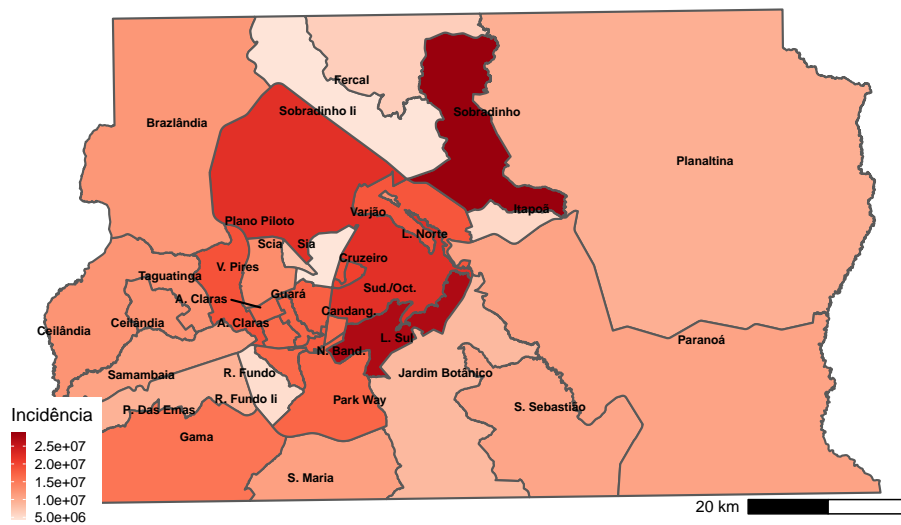 Fercal
Sobradinho Ii
Sobradinho
Brazlândia
Planaltina
Itapoã
Varjão
Plano Piloto
L. Norte
Scia
Sia
Cruzeiro
V. Pires
Taguatinga
Sud./Oct.
Guará
A. Claras
Candang.
Ceilândia
Ceilândia
A. Claras
L. Sul
Paranoá
N. Band.
R. Fundo
Jardim Botânico
Samambaia
R. Fundo Ii
Park Way
S. Sebastião
P. Das Emas
Gama
S. Maria
Incidência
2.5e+07
2.0e+07
1.5e+07
1.0e+07
5.0e+06
20 km